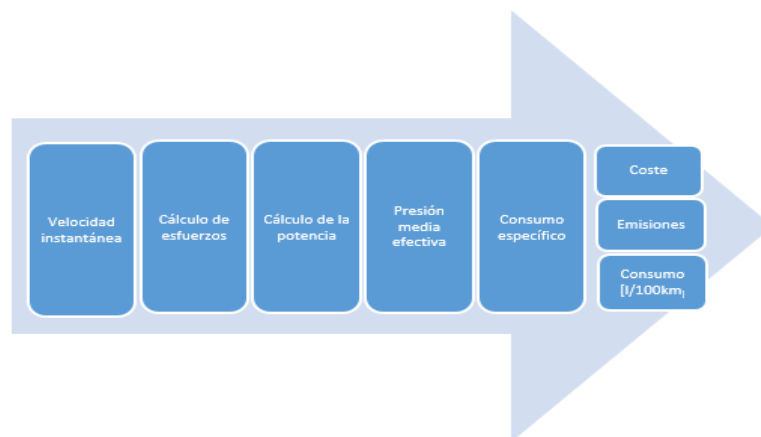 Velocidad
instantánea
Cálculo de
esfuerzos
Cálculo de la
potencia
Presión
media
efectiva
Consumo
específico
Coste
Emisiones
Consumo
[l/100km]